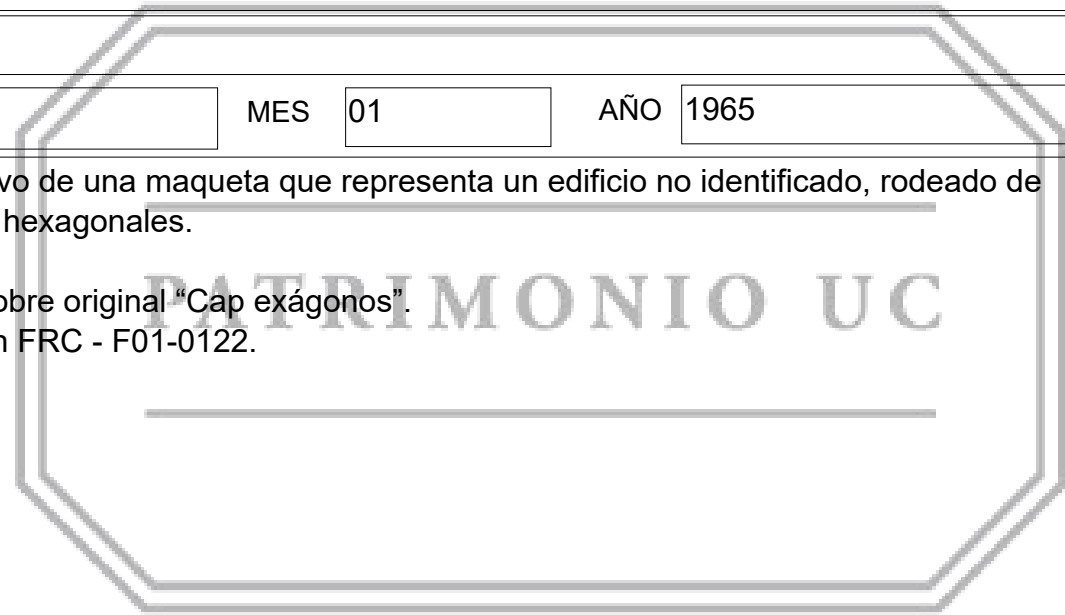 MES 01 AÑO 1965
vo de una maqueta que representa un edificio no identificado, rodeado de
hexagonales.
obre original “Cap exágonos”.
n FRC - F01-0122.
PATRIMONIO UC